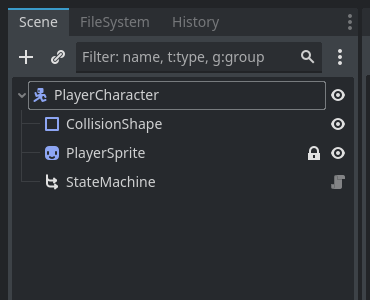 Scene FileSystem History
Filter: name, t:type, g:group
PlayerCharacter
CollisionShape
PlayerSprite
StateMachine